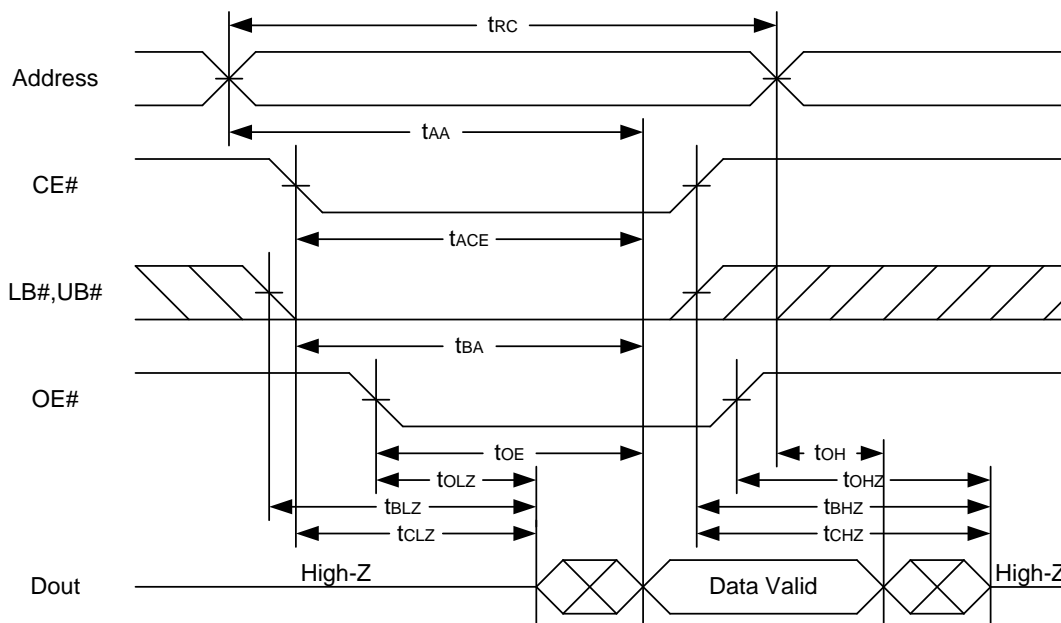 tRC
Address
tAA
CE#
tACE
LB#,UB#
tBA
OE#
tOE
tOH
tOLZ
tOHZ
tBLZ
tBHZ
tCLZ
tCHZ
Dout
High-Z
Data Valid
High-Z